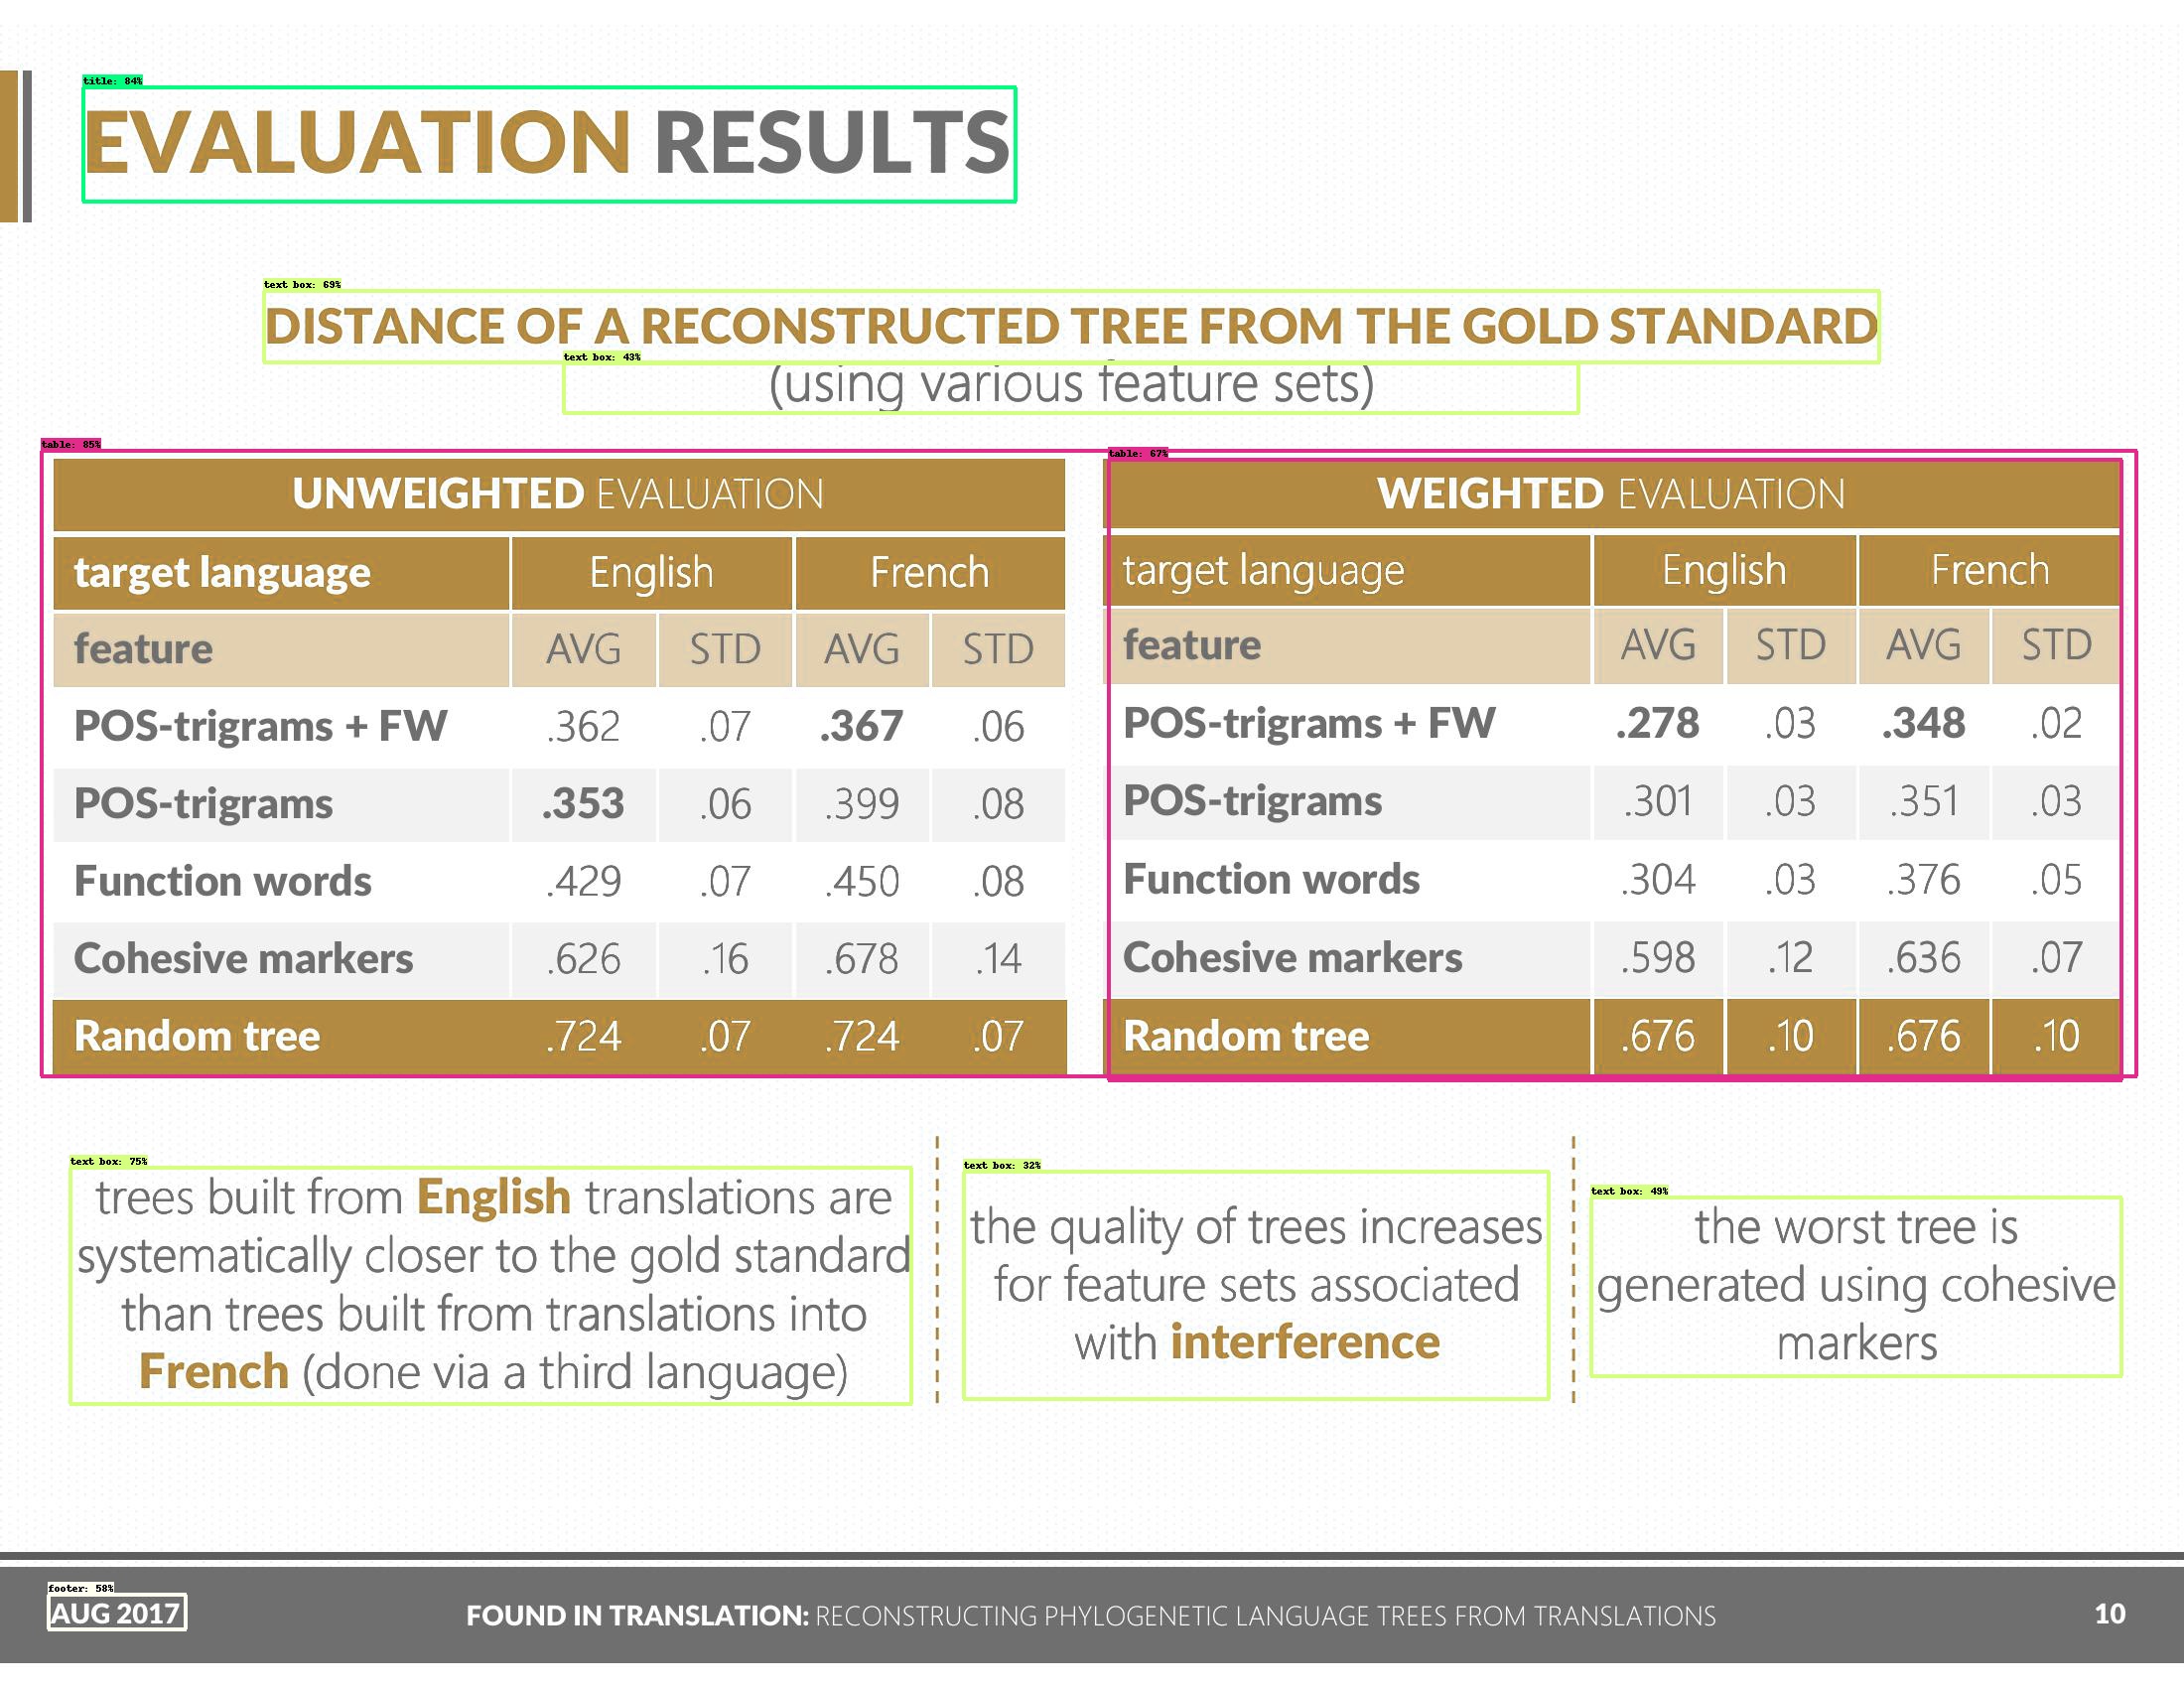 title: 84%
EVALUATION RESULTS
text box: 69%
DISTANCE OF A RECONSTRUCTED TREE FROM THE GOLD STANDARD
text box: 43%
(using various feature sets)
table: 85%
UNWEIGHTED EVALUATION
target language English French
feature AVG STD AVG STD
POS-trigrams + FW .362 .07 .367 .06
POS-trigrams .353 .06 .399 .08
Function words .429 .07 .450 .08
Cohesive markers .626 .16 .678 .14
Random tree .724 .07 .724 .07
table: 67%
WEIGHTED EVALUATION
target language English French
feature AVG STD AVG STD
POS-trigrams + FW .278 .03 .348 .02
POS-trigrams .301 .03 .351 .03
Function words .304 .03 .376 .05
Cohesive markers .598 .12 .636 .07
Random tree .676 .10 .676 .10
text box: 75%
trees built from English translations are
systematically closer to the gold standard
than trees built from translations into
French (done via a third language)
text box: 32%
the quality of trees increases
for feature sets associated
with interference
text box: 49%
the worst tree is
generated using cohesive
markers
footer: 58%
AUG 2017
FOUND IN TRANSLATION: RECONSTRUCTING PHYLOGENETIC LANGUAGE TREES FROM TRANSLATIONS
10